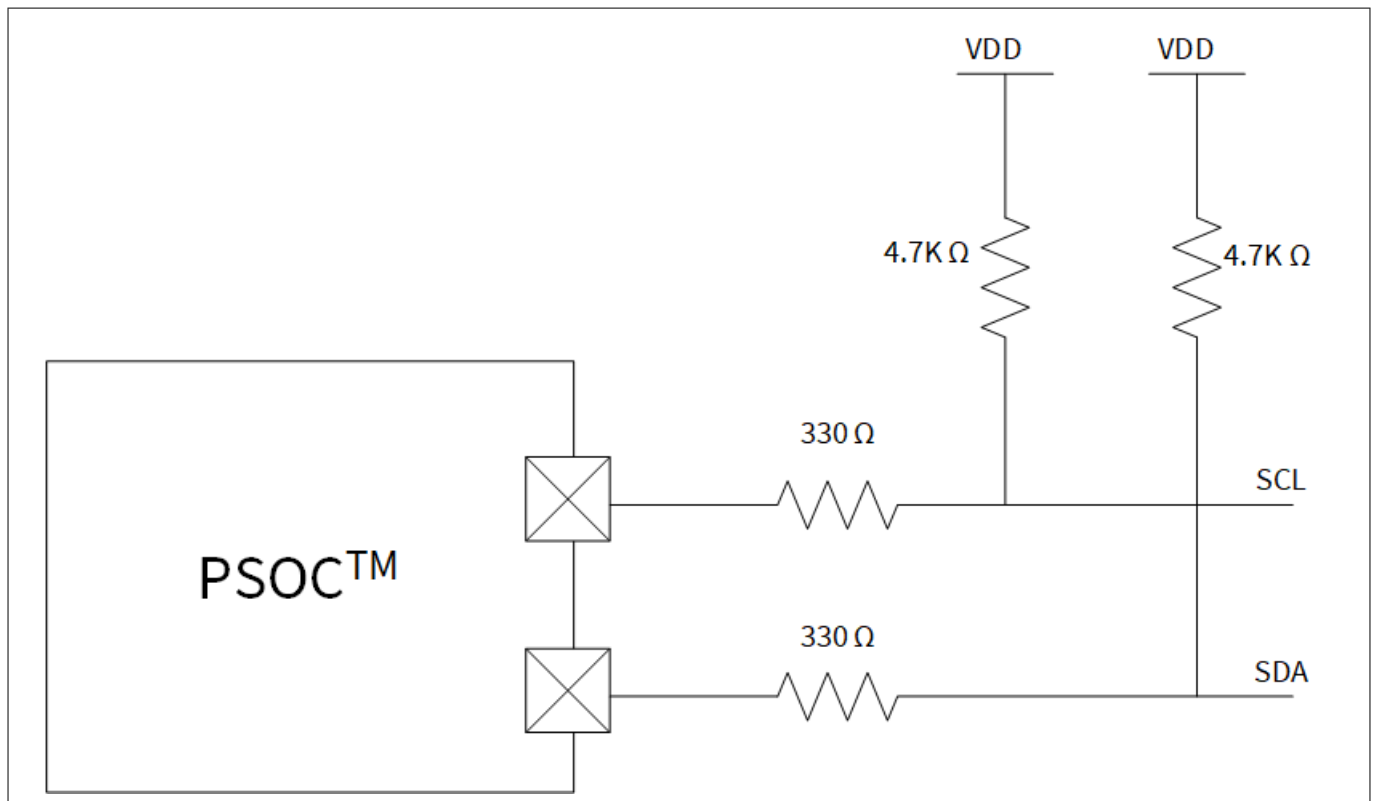 VDD VDD
4.7K Ω 4.7K Ω
330 Ω
SCL
PSOC™
330 Ω
SDA